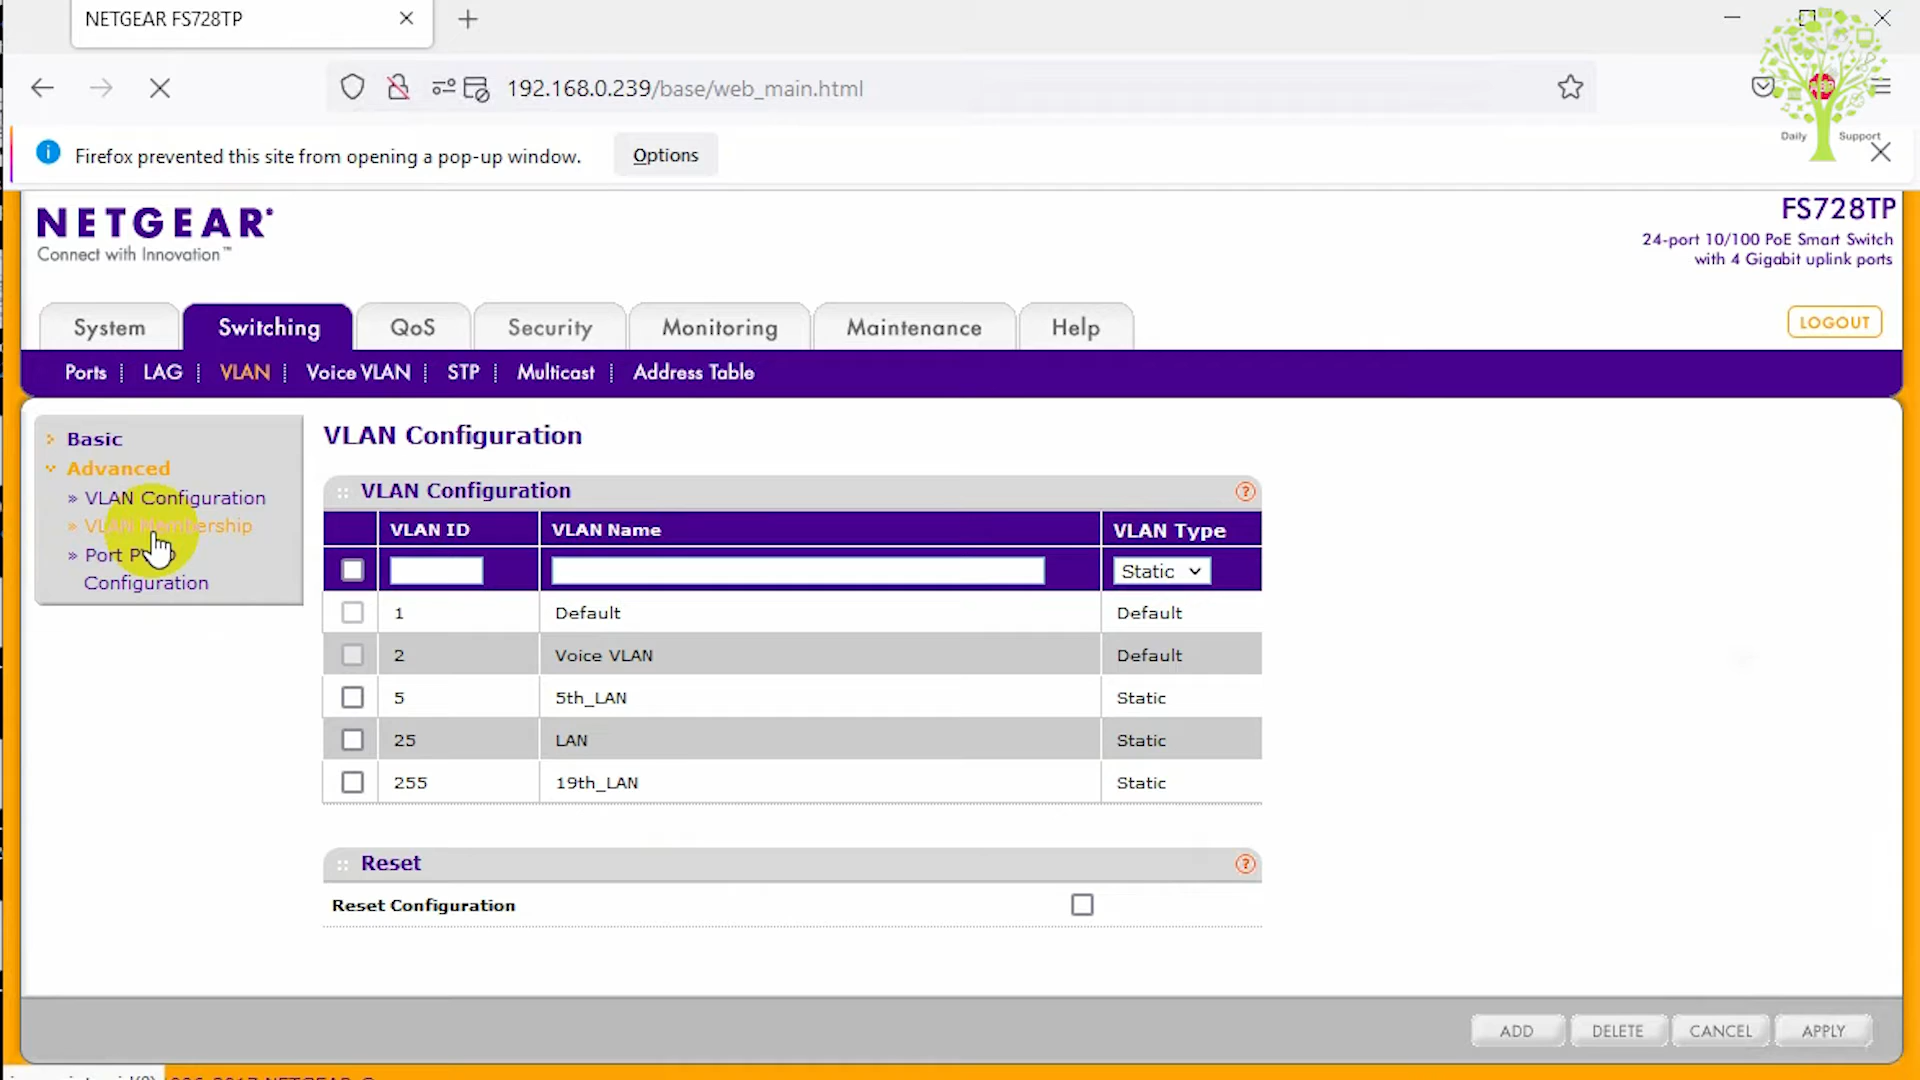 NETGEAR FS728TP
192.168.0.239/base/web_main.html
Daily Support
Firefox prevented this site from opening a pop-up window.
Options
NETGEAR
Connect with Innovation™
FS728TP
24-port 10/100 PoE Smart Switch
with 4 Gigabit uplink ports
System Switching QoS Security Monitoring Maintenance Help
LOGOUT
Ports LAG VLAN Voice VLAN STP Multicast Address Table
Basic
Advanced
» VLAN Configuration
» VLAN Membership
» Port
Configuration
VLAN Configuration
VLAN Configuration ?
VLAN ID VLAN Name VLAN Type
Static
1 Default Default
2 Voice VLAN Default
5 5th_LAN Static
25 LAN Static
255 19th_LAN Static
Reset ?
Reset Configuration
ADD DELETE CANCEL APPLY